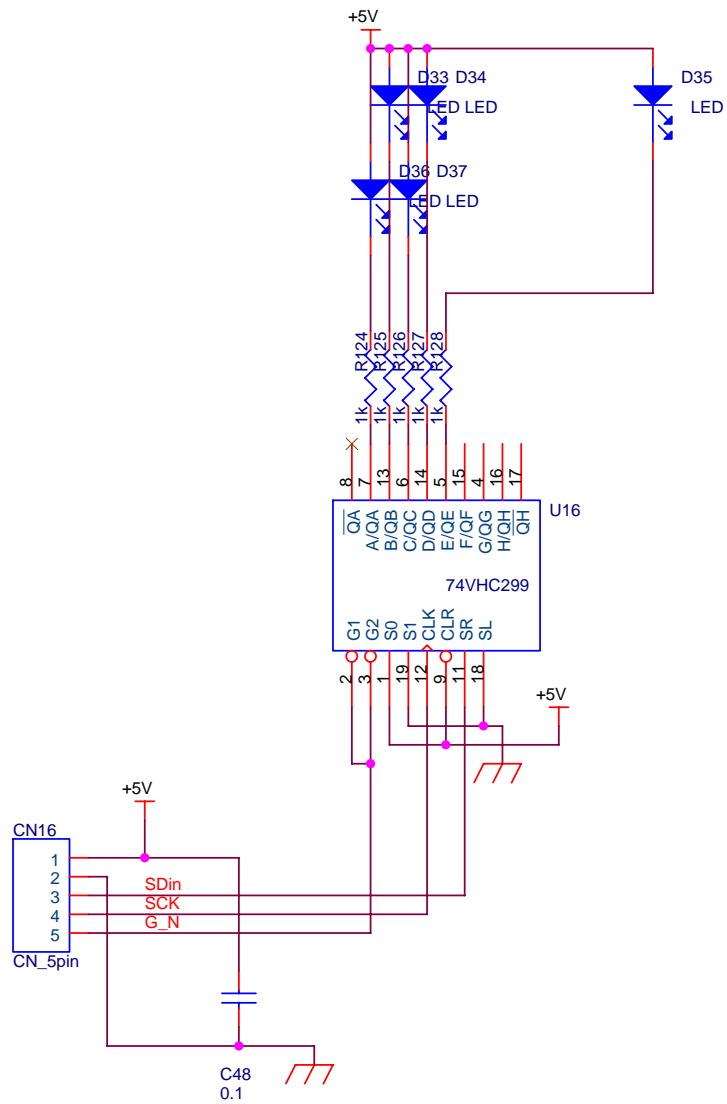 +5V
D33 D34
LED LED
D35
LED
D36 D37
LED LED
R124
R125
R126
R127
R128
1k
1k
1k
1k
1k
8
7
13
6
14
5
15
4
16
17
QA
A/QA
B/QB
C/QC
D/QD
E/QE
F/QF
G/QG
H/QH
QH
U16
74VHC299
G1
G2
S0
S1
CLK
CLR
SR
SL
2
3
1
19
12
9
11
18
+5V
+5V
CN16
1
2
3
4
5
SDin
SCK
G_N
CN_5pin
C48
0.1